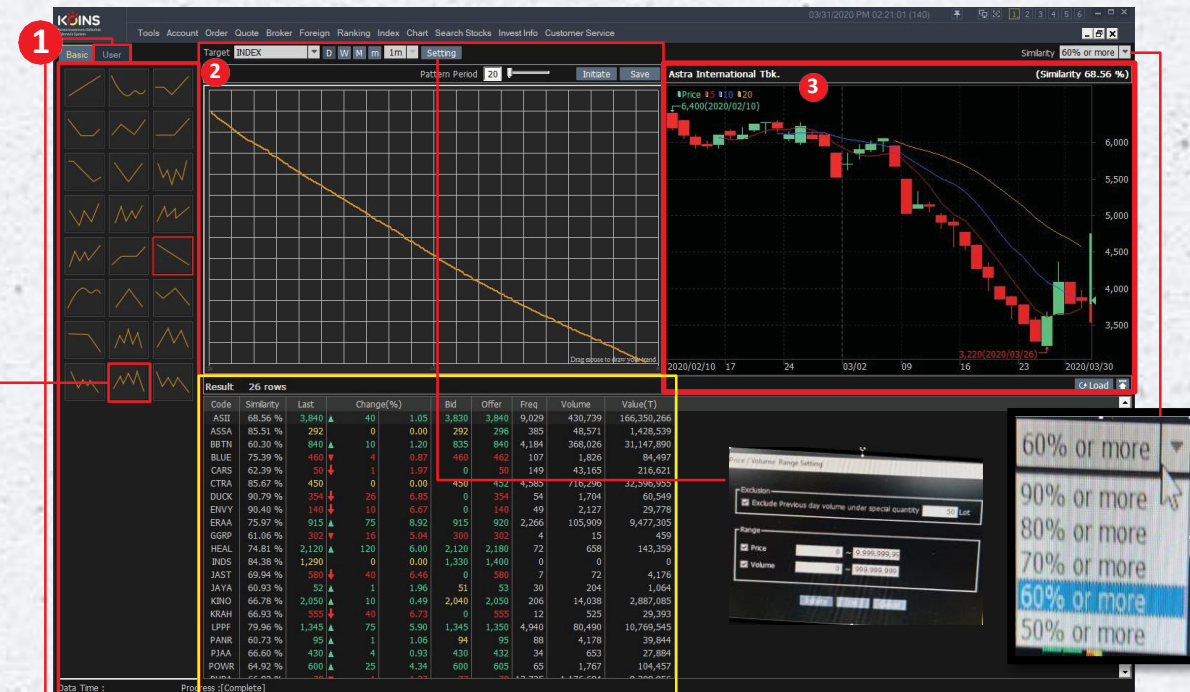 KOINS
03/31/2020 PM 02:21:01 (140)
1 2 3 4 5 6
Tools Account Order Quote Broker Foreign Ranking Index Chart Search Stocks Invest Info Customer Service
1
Basic User
Target INDEX D W M m 1m Setting
Similarity 60% or more
2
Pattern Period 20 Initiate Save
Astra International Tbk. (Similarity 68.56 %)
3
Price 5 10 20
6,400(2020/02/10)
6,000
5,500
5,000
4,500
4,000
3,500
3,220(2020/03/26)
Drag mouse to draw your trend
2020/02/10 17 24 03/02 09 16 23 2020/03/30
Load
Result 26 rows
Code Similarity Last Change(%) Bid Offer Freq Volume Value(T)
ASII 68.56 % 3,840 40 1.05 3,830 3,840 9,029 430,739 166,350,266
ASSA 85.51 % 292 0 0.00 292 296 385 48,571 1,428,539
BBTN 60.30 % 840 10 1.20 835 840 4,184 368,026 31,147,890
BLUE 75.39 % 460 4 0.87 460 462 107 1,826 84,497
CARS 62.39 % 50 1 1.97 0 50 149 43,165 216,621
CTRA 85.67 % 450 0 0.00 450 452 4,585 716,296 32,596,955
DUCK 90.79 % 354 26 6.85 0 354 54 1,704 60,549
ENVY 90.40 % 140 10 6.67 0 140 49 2,127 29,778
ERAA 75.97 % 915 75 8.92 915 920 2,266 105,909 9,477,305
GGRP 61.06 % 302 16 5.04 300 302 4 15 459
HEAL 74.81 % 2,120 120 6.00 2,120 2,180 72 658 143,359
INDS 84.38 % 1,290 0 0.00 1,330 1,400 0 0 0
JAST 69.94 % 580 40 6.46 0 580 7 72 4,176
JAYA 60.93 % 52 1 1.96 51 53 30 204 1,064
KINO 66.78 % 2,050 10 0.49 2,040 2,050 206 14,038 2,887,085
KRAH 66.93 % 555 40 6.73 0 555 12 525 29,393
LPPF 79.96 % 1,345 75 5.90 1,345 1,350 4,940 80,490 10,769,545
PANR 60.73 % 95 1 1.06 94 95 88 4,178 39,844
PJAA 66.60 % 430 4 0.93 430 432 34 653 27,884
POWR 64.92 % 600 25 4.34 600 605 65 1,767 104,457
Data Time : Progress :[Complete]
Price / Volume Range Setting
Exclusion
Exclude Previous day volume under special quantity 50 Lot
Range
Price 0 ~ 9,999,999,99
Volume 0 ~ 999,999,999
60% or more
90% or more
80% or more
70% or more
60% or more
50% or more